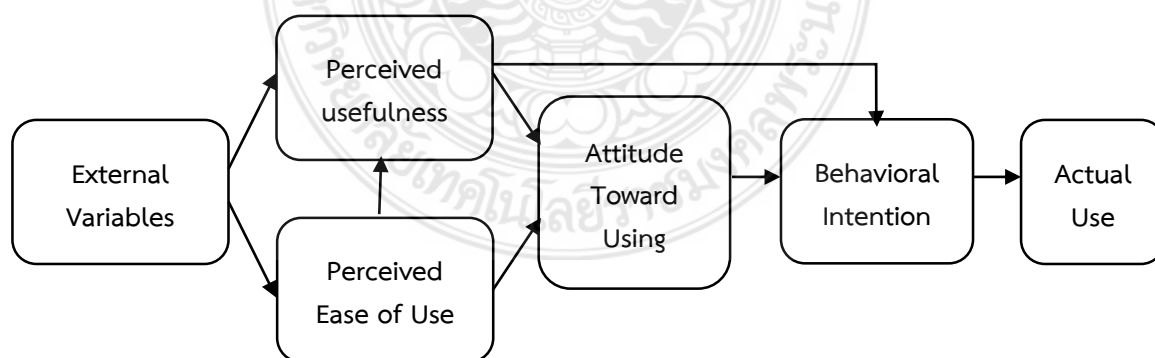 Perceived
usefulness
External
Variables
Perceived
Ease of Use
Attitude
Toward
Using
Behavioral
Intention
Actual
Use